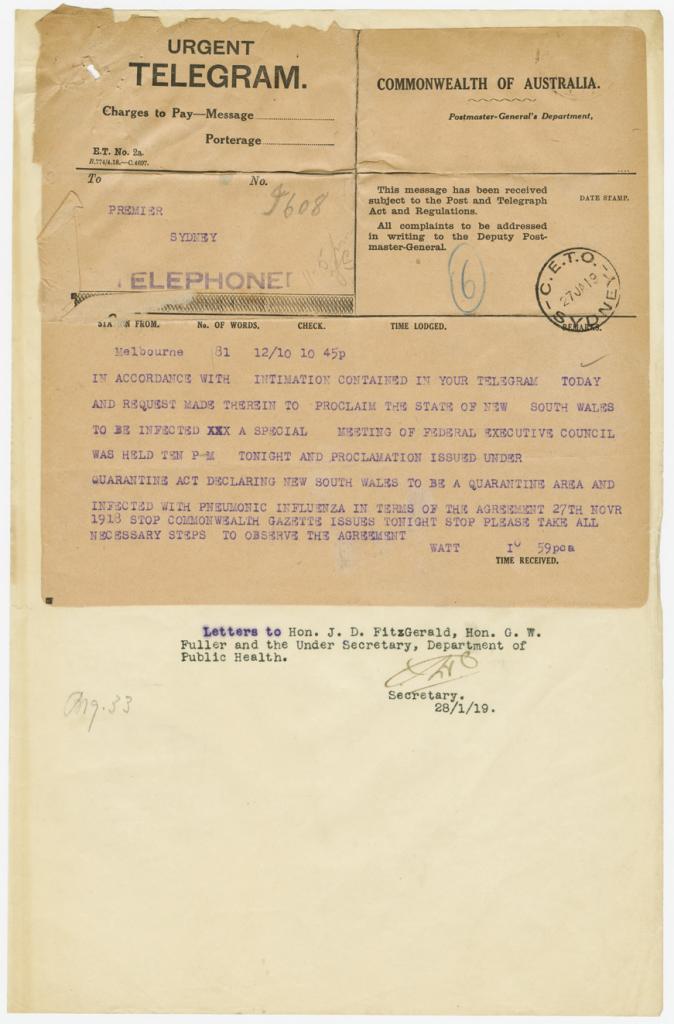 URGENT
TELEGRAM.
Charges to Pay—Message
Porterage
E.T. No. 2a.
COMMONWEALTH OF AUSTRALIA.
Postmaster-General's Department,
To No.
PREMIER
SYDNEY
This message has been received
subject to the Post and Telegraph
Act and Regulations.
All complaints to be addressed
in writing to the Deputy Post-
master-General.
DATE STAMP.
6
C.E.T.O.
27JA19
SYDNEY
FROM. No. OF WORDS. CHECK. TIME LODGED. REMARKS.
Melbourne 81 12/10 10 45p
IN ACCORDANCE WITH INTIMATION CONTAINED IN YOUR TELEGRAM TODAY
AND REQUEST MADE THEREIN TO PROCLAIM THE STATE OF NEW SOUTH WALES
TO BE INFECTED XXX A SPECIAL MEETING OF FEDERAL EXECUTIVE COUNCIL
WAS HELD TEN P M TONIGHT AND PROCLAMATION ISSUED UNDER
QUARANTINE ACT DECLARING NEW SOUTH WALES TO BE A QUARANTINE AREA AND
INFECTED WITH PNEUMONIC INFLUENZA IN TERMS OF THE AGREEMENT 27TH NOVR
1918 STOP COMMONWEALTH GAZETTE ISSUES TONIGHT STOP PLEASE TAKE ALL
NECESSARY STEPS TO OBSERVE THE AGREEMENT
WATT 59pca
TIME RECEIVED.
Letters to Hon. J. D. FitzGerald, Hon. G. W.
Fuller and the Under Secretary, Department of
Public Health.
Secretary.
28/1/19.